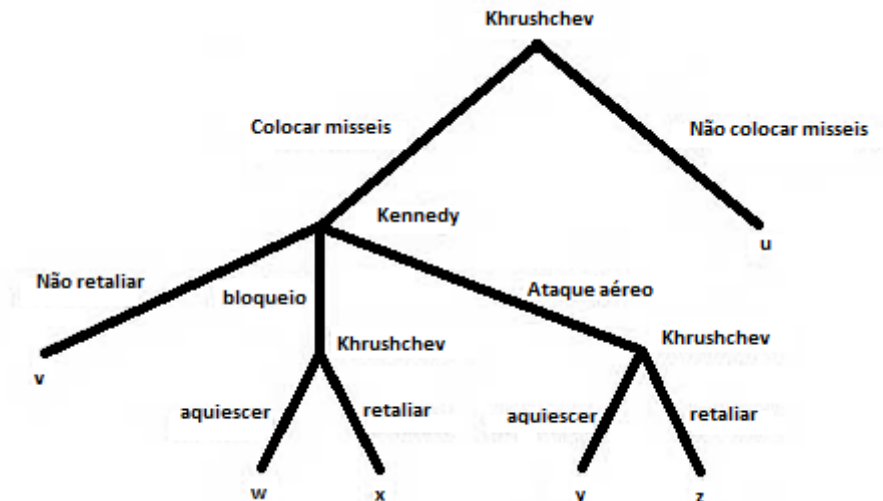 Khrushchev
Colocar misseis
Não colocar misseis
Kennedy
u
Não retaliar
bloqueio
Ataque aéreo
Khrushchev
Khrushchev
v
aquiescer
retaliar
aquiescer
retaliar
w
x
y
z